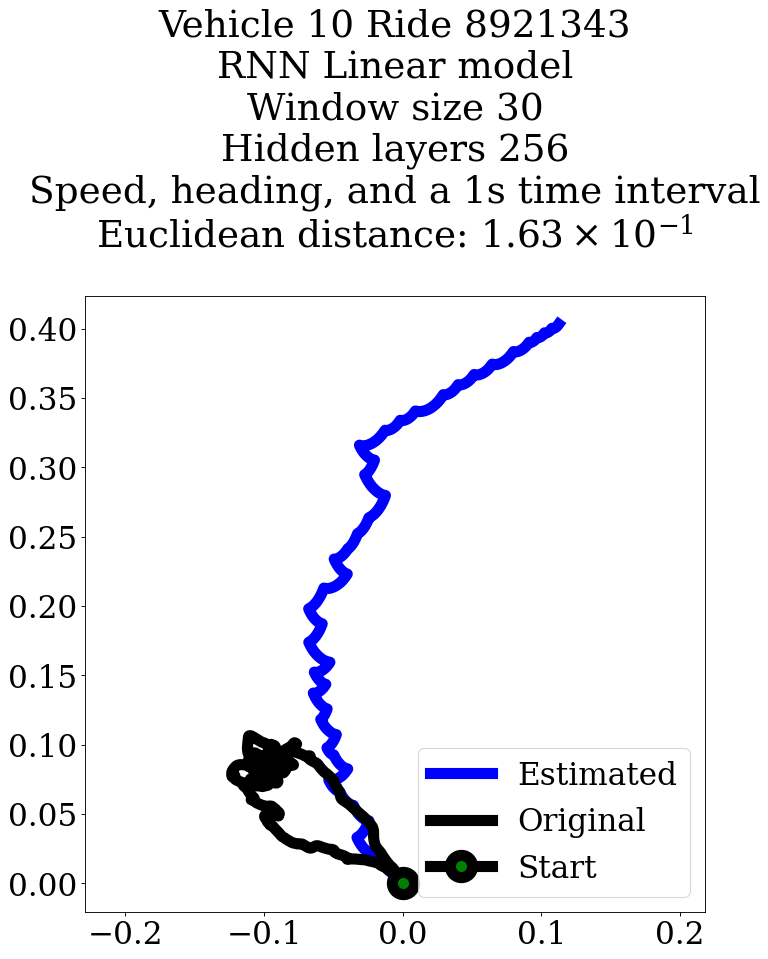 Vehicle 10 Ride 8921343
RNN Linear model
Window size 30
Hidden layers 256
Speed, heading, and a 1s time interval
Euclidean distance: 1.63 × 10⁻¹
0.40
0.35
0.30
0.25
0.20
0.15
0.10
0.05
0.00
−0.2
−0.1
0.0
0.1
0.2
Estimated
Original
Start